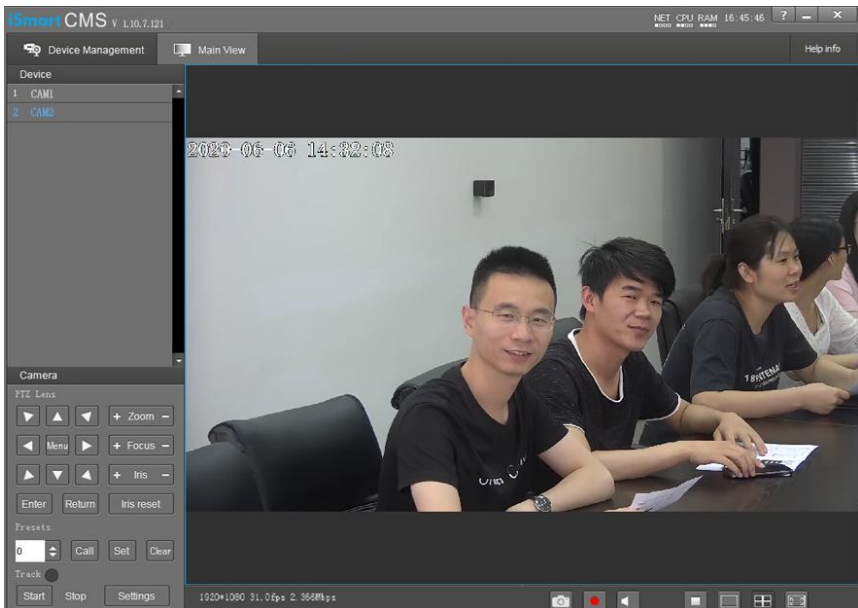 iSmart CMS V 1.10.7.121
NET CPU RAM 16:45:46 ?
Device Management Main View Help info
Device
1 CAM1
2 CAM2
2020-06-06 14:32:08
Camera
PTZ Lens
+ Zoom -
Menu + Focus -
+ Iris -
Enter Return Iris reset
Presets
0 Call Set Clear
Track
Start Stop Settings
1920*1080 31.0fps 2.366Mbps